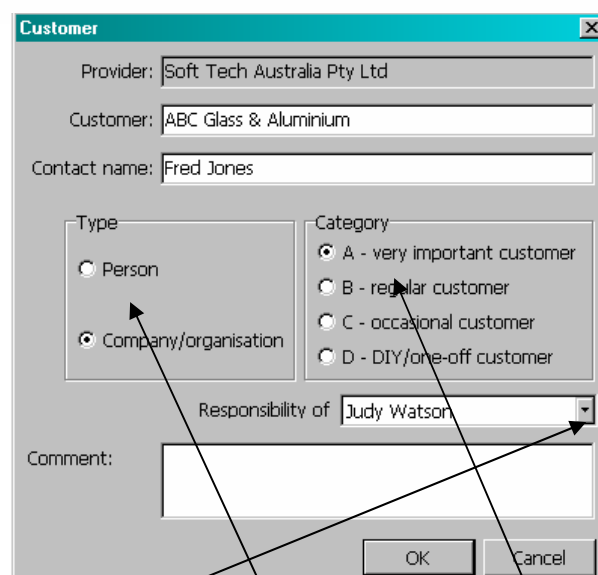 Customer
Provider: Soft Tech Australia Pty Ltd
Customer: ABC Glass & Aluminium
Contact name: Fred Jones
Type
Person
Company/organisation
Category
A - very important customer
B - regular customer
C - occasional customer
D - DIY/one-off customer
Responsibility of Judy Watson
Comment:
OK Cancel